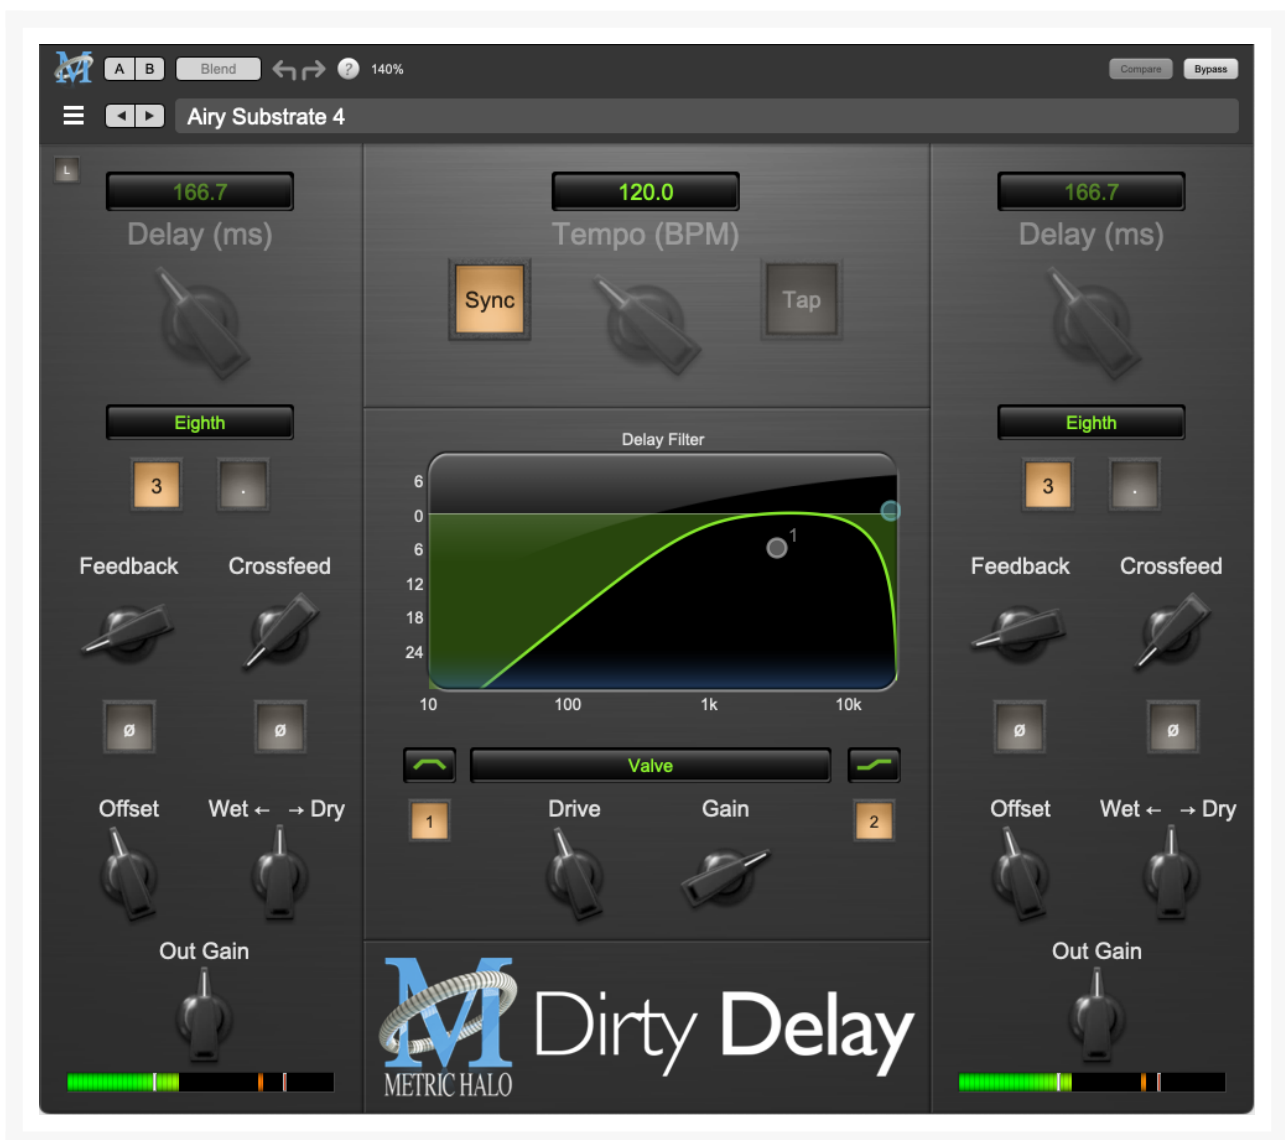 A B Blend ? 140% Compare Bypass
Airy Substrate 4
L
166.7
Delay (ms)
Eighth
3 .
Feedback Crossfeed
ø ø
Offset Wet ← → Dry
Out Gain
120.0
Tempo (BPM)
Sync Tap
Delay Filter
6
0
6
12
18
24
10 100 1k 10k
1
Valve
1 Drive Gain 2
METRIC HALO
Dirty Delay
166.7
Delay (ms)
Eighth
3 .
Feedback Crossfeed
ø ø
Offset Wet ← → Dry
Out Gain